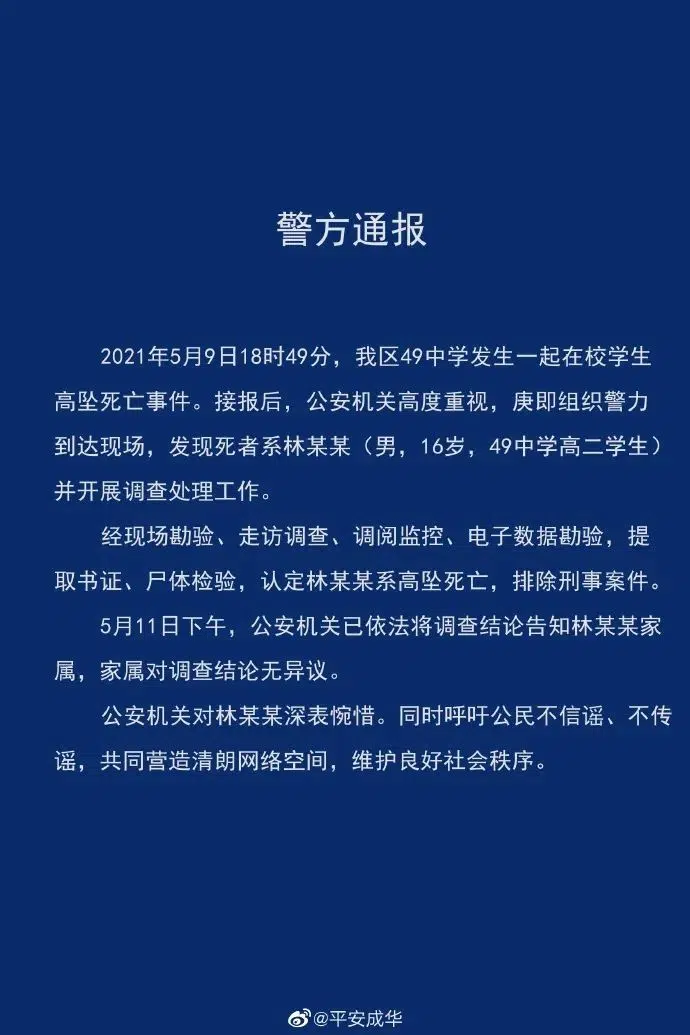 警方通报
2021年5月9日18时49分，我区49中学发生一起在校学生
高坠死亡事件。接报后，公安机关高度重视，庚即组织警力
到达现场，发现死者系林某某（男，16岁，49中学高二学生）
并开展调查处理工作。
经现场勘验、走访调查、调阅监控、电子数据勘验，提
取书证、尸体检验，认定林某某系高坠死亡，排除刑事案件。
5月11日下午，公安机关已依法将调查结论告知林某某家
属，家属对调查结论无异议。
公安机关对林某某深表惋惜。同时呼吁公民不信谣、不传
谣，共同营造清朗网络空间，维护良好社会秩序。
@平安成华